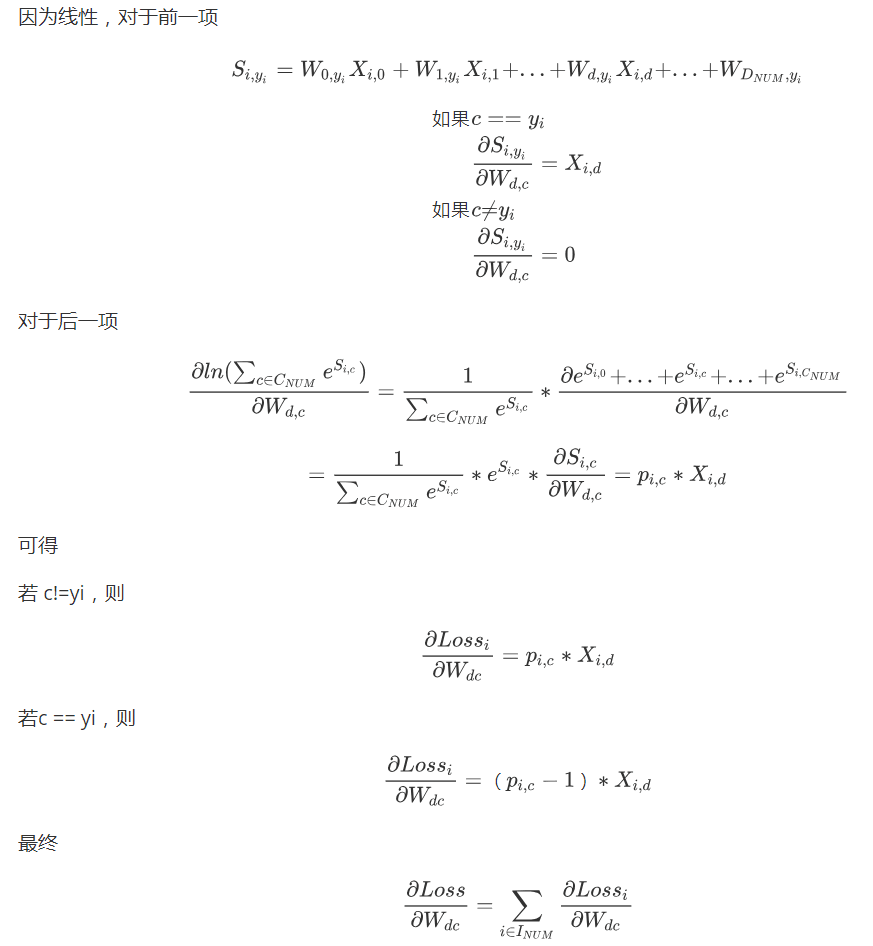 因为线性，对于前一项
$S_{i,y_i} = W_{0,y_i}X_{i,0} + W_{1,y_i}X_{i,1} + \ldots + W_{d,y_i}X_{i,d} + \ldots + W_{D_{NUM},y_i}$
如果$c == y_i$
$\frac{\partial S_{i,y_i}}{\partial W_{d,c}} = X_{i,d}$
如果$c \neq y_i$
$\frac{\partial S_{i,y_i}}{\partial W_{d,c}} = 0$
对于后一项
$\frac{\partial ln(\sum_{c \in C_{NUM}} e^{S_{i,c}})}{\partial W_{d,c}} = \frac{1}{\sum_{c \in C_{NUM}} e^{S_{i,c}}} * \frac{\partial e^{S_{i,0}} + \ldots + e^{S_{i,c}} + \ldots + e^{S_{i,C_{NUM}}}}{\partial W_{d,c}}$
$= \frac{1}{\sum_{c \in C_{NUM}} e^{S_{i,c}}} * e^{S_{i,c}} * \frac{\partial S_{i,c}}{\partial W_{d,c}} = p_{i,c} * X_{i,d}$
可得
若 c!=yi，则
$\frac{\partial Loss_i}{\partial W_{dc}} = p_{i,c} * X_{i,d}$
若c == yi，则
$\frac{\partial Loss_i}{\partial W_{dc}} = （p_{i,c} - 1） * X_{i,d}$
最终
$\frac{\partial Loss}{\partial W_{dc}} = \sum_{i \in I_{NUM}} \frac{\partial Loss_i}{\partial W_{dc}}$